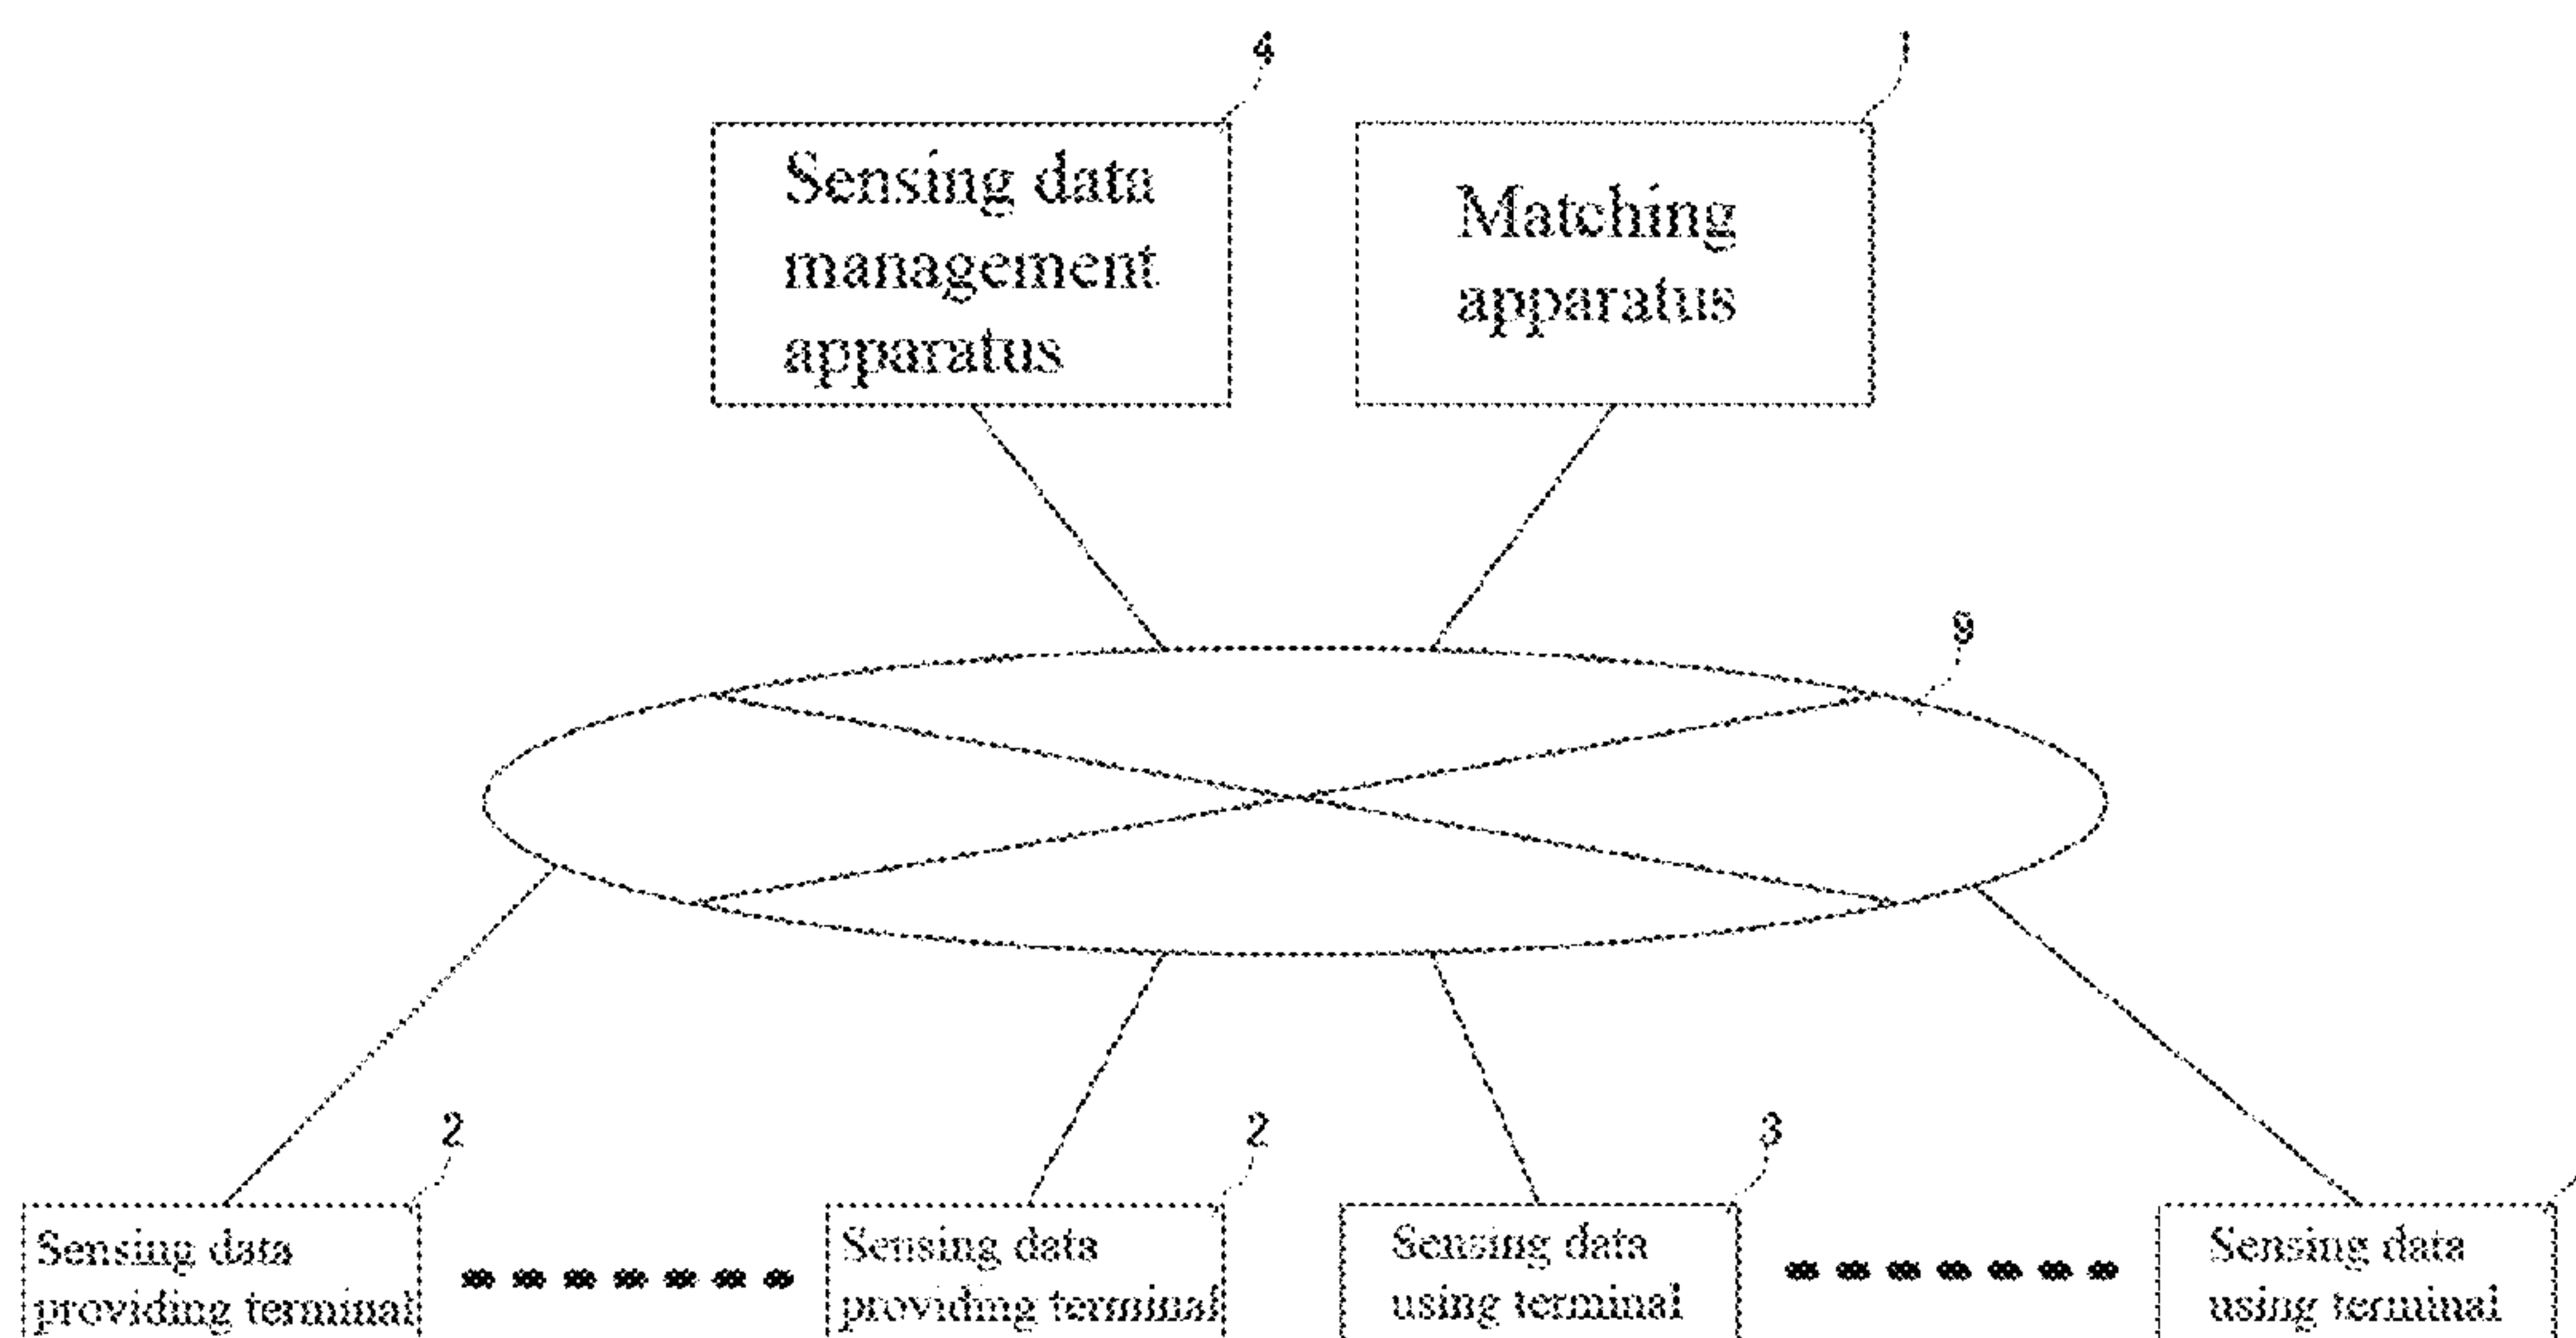 4
1
Sensing data
management
apparatus
Matching
apparatus
9
2
2
3
Sensing data
providing terminal
Sensing data
providing terminal
Sensing data
using terminal
Sensing data
using terminal